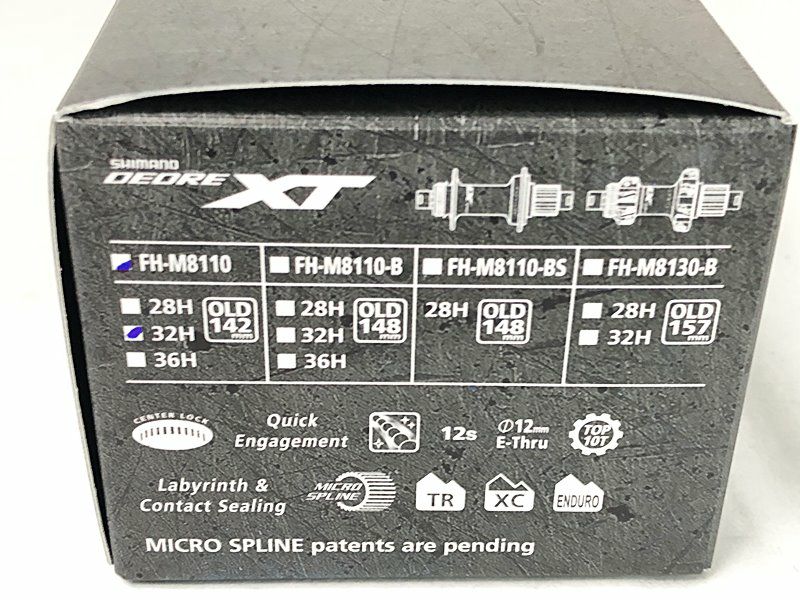 SHIMANO
DEORE XT
FH-M8110
28H
32H
36H
OLD
142
mm
FH-M8110-B
28H
32H
36H
OLD
148
mm
FH-M8110-BS
28H
OLD
148
mm
FH-M8130-B
28H
32H
OLD
157
mm
CENTER LOCK
Quick
Engagement
12s
Φ12mm
E-Thru
TOP
10T
Labyrinth &
Contact Sealing
MICRO
SPLINE
TR
XC
ENDURO
MICRO SPLINE patents are pending